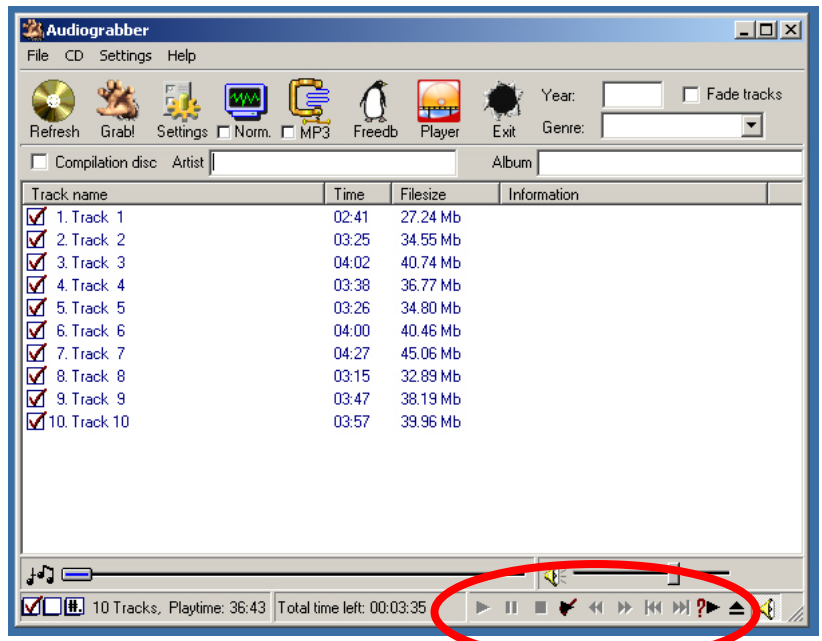 Audiograbber
File CD Settings Help
Refresh Grab! Settings Norm. MP3 Freedb Player Exit Year: Fade tracks
Genre:
Compilation disc Artist Album
Track name Time Filesize Information
1. Track 1 02:41 27.24 Mb
2. Track 2 03:25 34.55 Mb
3. Track 3 04:02 40.74 Mb
4. Track 4 03:38 36.77 Mb
5. Track 5 03:26 34.80 Mb
6. Track 6 04:00 40.46 Mb
7. Track 7 04:27 45.06 Mb
8. Track 8 03:15 32.89 Mb
9. Track 9 03:47 38.19 Mb
10. Track 10 03:57 39.96 Mb
#. 10 Tracks, Playtime: 36:43 Total time left: 00:03:35 ?